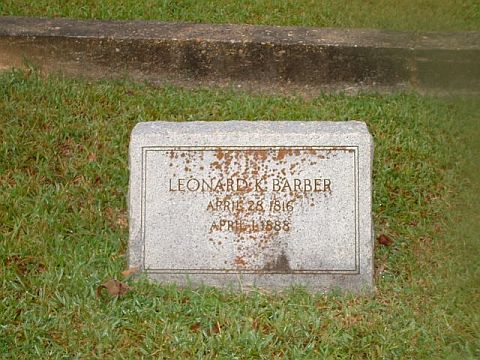 LEONARD K. BARBER
APRIL 28 1816
APRIL 1 1888